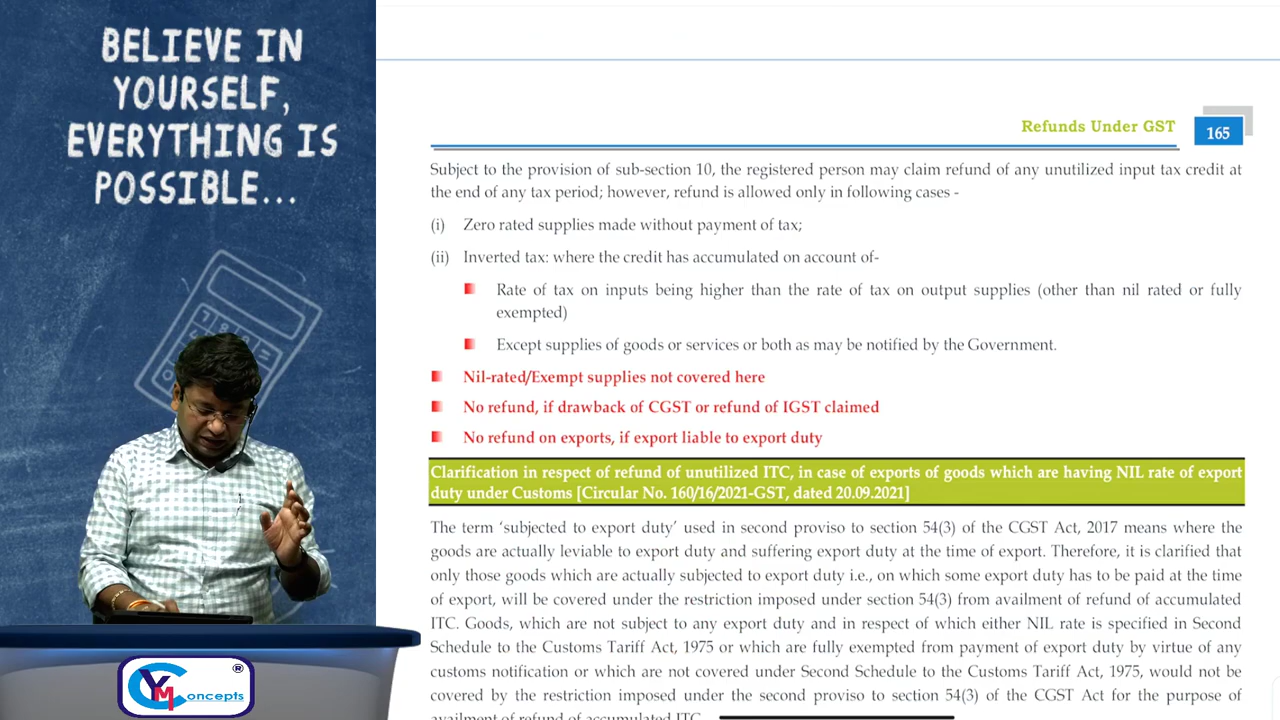 BELIEVE IN
YOURSELF,
EVERYTHING IS
POSSIBLE...
Refunds Under GST 165
Subject to the provision of sub-section 10, the registered person may claim refund of any unutilized input tax credit at
the end of any tax period; however, refund is allowed only in following cases -
(i) Zero rated supplies made without payment of tax;
(ii) Inverted tax: where the credit has accumulated on account of-
Rate of tax on inputs being higher than the rate of tax on output supplies (other than nil rated or fully
exempted)
Except supplies of goods or services or both as may be notified by the Government.
Nil-rated/Exempt supplies not covered here
No refund, if drawback of CGST or refund of IGST claimed
No refund on exports, if export liable to export duty
Clarification in respect of refund of unutilized ITC, in case of exports of goods which are having NIL rate of export
duty under Customs [Circular No. 160/16/2021-GST, dated 20.09.2021]
The term ‘subjected to export duty’ used in second proviso to section 54(3) of the CGST Act, 2017 means where the
goods are actually leviable to export duty and suffering export duty at the time of export. Therefore, it is clarified that
only those goods which are actually subjected to export duty i.e., on which some export duty has to be paid at the time
of export, will be covered under the restriction imposed under section 54(3) from availment of refund of accumulated
ITC. Goods, which are not subject to any export duty and in respect of which either NIL rate is specified in Second
Schedule to the Customs Tariff Act, 1975 or which are fully exempted from payment of export duty by virtue of any
customs notification or which are not covered under Second Schedule to the Customs Tariff Act, 1975, would not be
covered by the restriction imposed under the second proviso to section 54(3) of the CGST Act for the purpose of
availment of refund of accumulated ITC.
YM Concepts ®